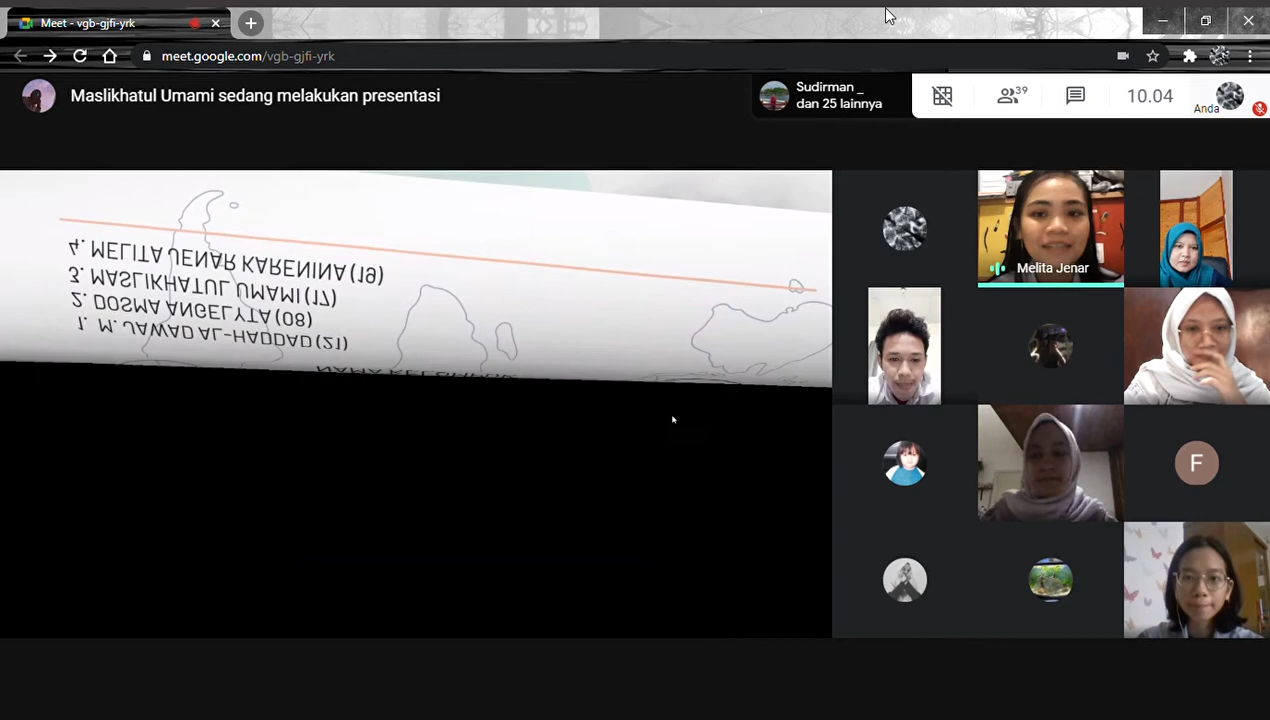 Meet - vgb-gjfi-yrk
meet.google.com/vgb-gjfi-yrk
Maslikhatul Umami sedang melakukan presentasi
Sudirman _
dan 25 lainnya
39
10.04
Anda
4. MELITA JENAR KARENINA (19)
3. MASLIKHATUL UMAMI (17)
2. DOSMA ANGELYTA (08)
1. M. JAWAD AL-HADDAD (21)
NAMA KELOMPOK
Melita Jenar
F